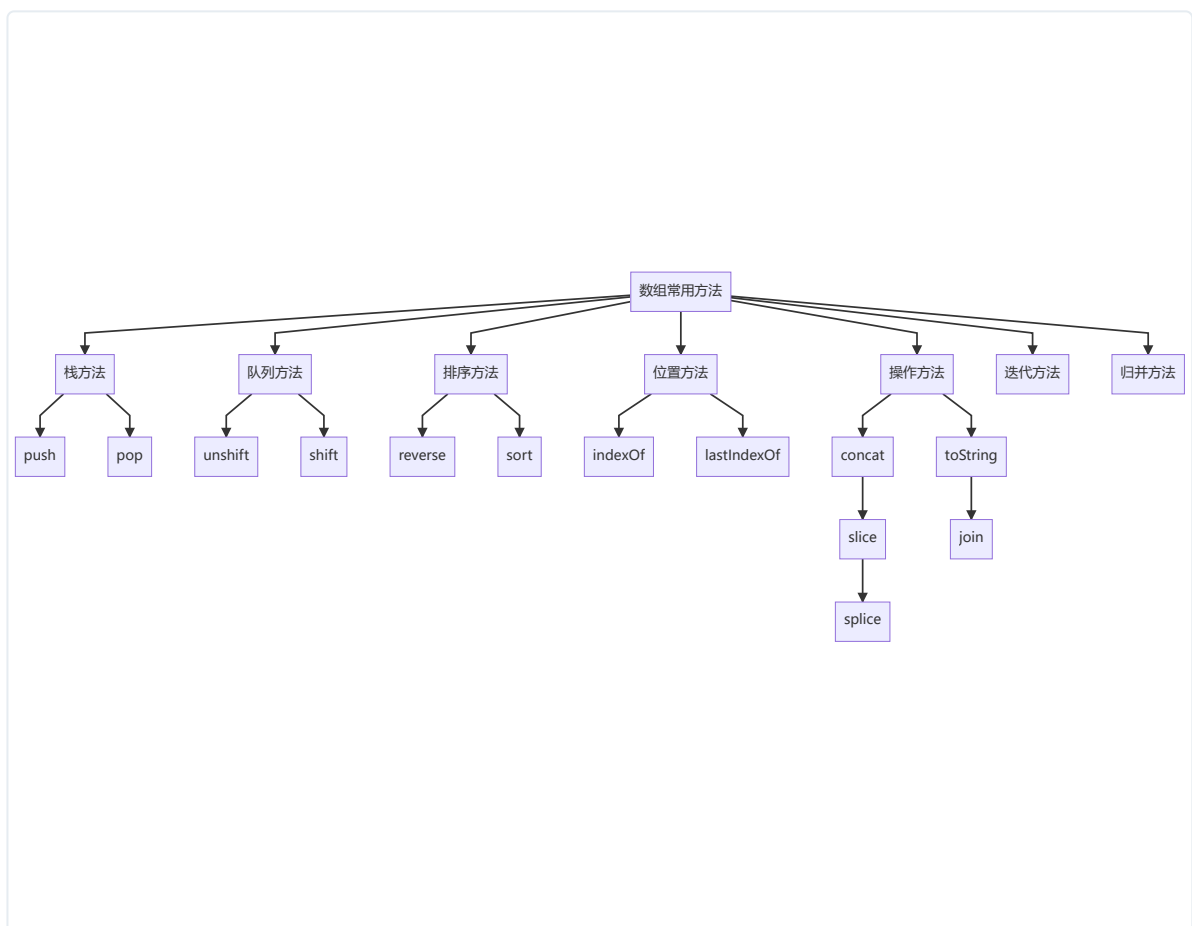 数组常用方法
栈方法
队列方法
排序方法
位置方法
操作方法
迭代方法
归并方法
push
pop
unshift
shift
reverse
sort
indexOf
lastIndexOf
concat
toString
slice
join
splice